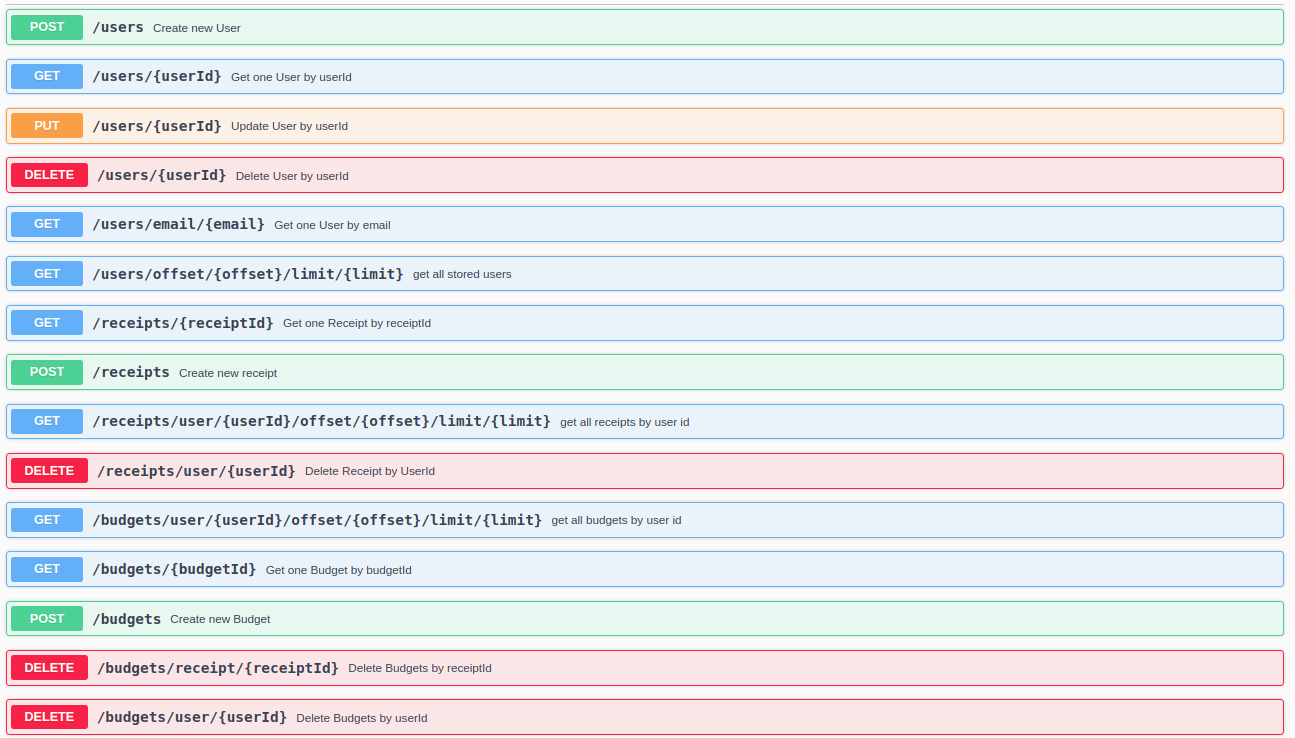 POST /users Create new User
GET /users/{userId} Get one User by userId
PUT /users/{userId} Update User by userId
DELETE /users/{userId} Delete User by userId
GET /users/email/{email} Get one User by email
GET /users/offset/{offset}/limit/{limit} get all stored users
GET /receipts/{receiptId} Get one Receipt by receiptId
POST /receipts Create new receipt
GET /receipts/user/{userId}/offset/{offset}/limit/{limit} get all receipts by user id
DELETE /receipts/user/{userId} Delete Receipt by UserId
GET /budgets/user/{userId}/offset/{offset}/limit/{limit} get all budgets by user id
GET /budgets/{budgetId} Get one Budget by budgetId
POST /budgets Create new Budget
DELETE /budgets/receipt/{receiptId} Delete Budgets by receiptId
DELETE /budgets/user/{userId} Delete Budgets by userId